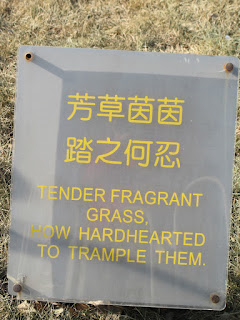 芳草茵茵
踏之何忍
TENDER FRAGRANT
GRASS.
HOW HARDHEARTED
TO TRAMPLE THEM.